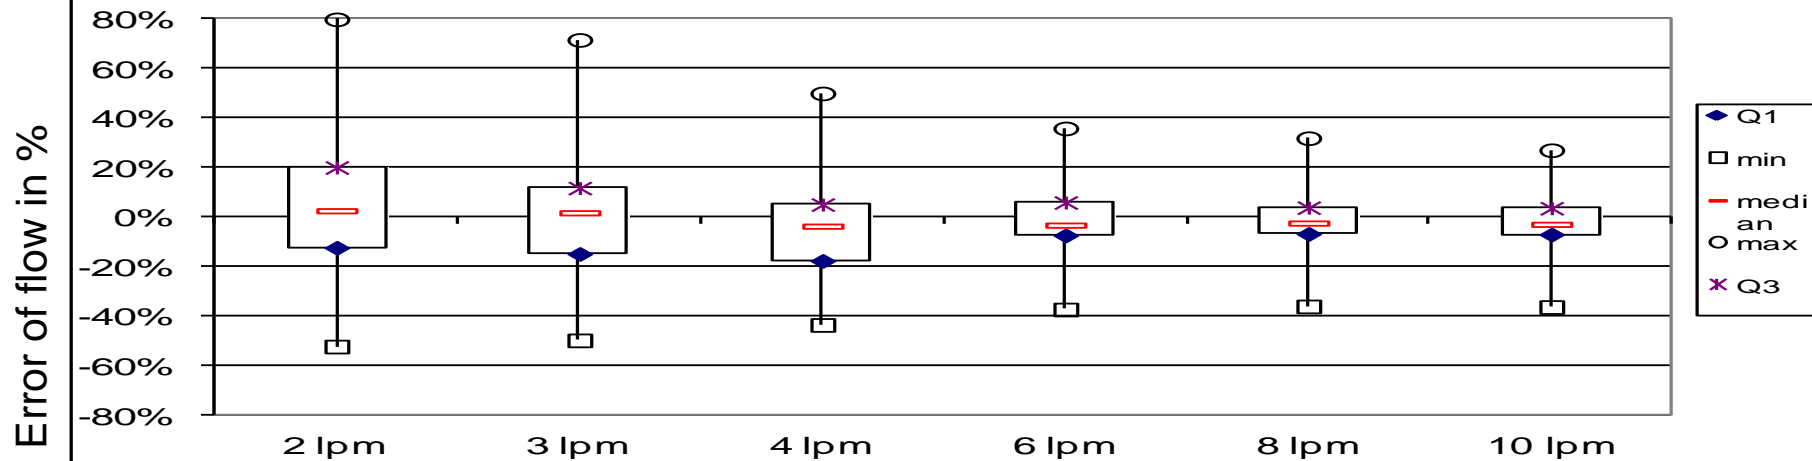 Error of flow in %
80%
60%
40%
20%
0%
-20%
-40%
-60%
-80%
2 lpm 3 lpm 4 lpm 6 lpm 8 lpm 10 lpm
Q1
min
medi
an
max
Q3